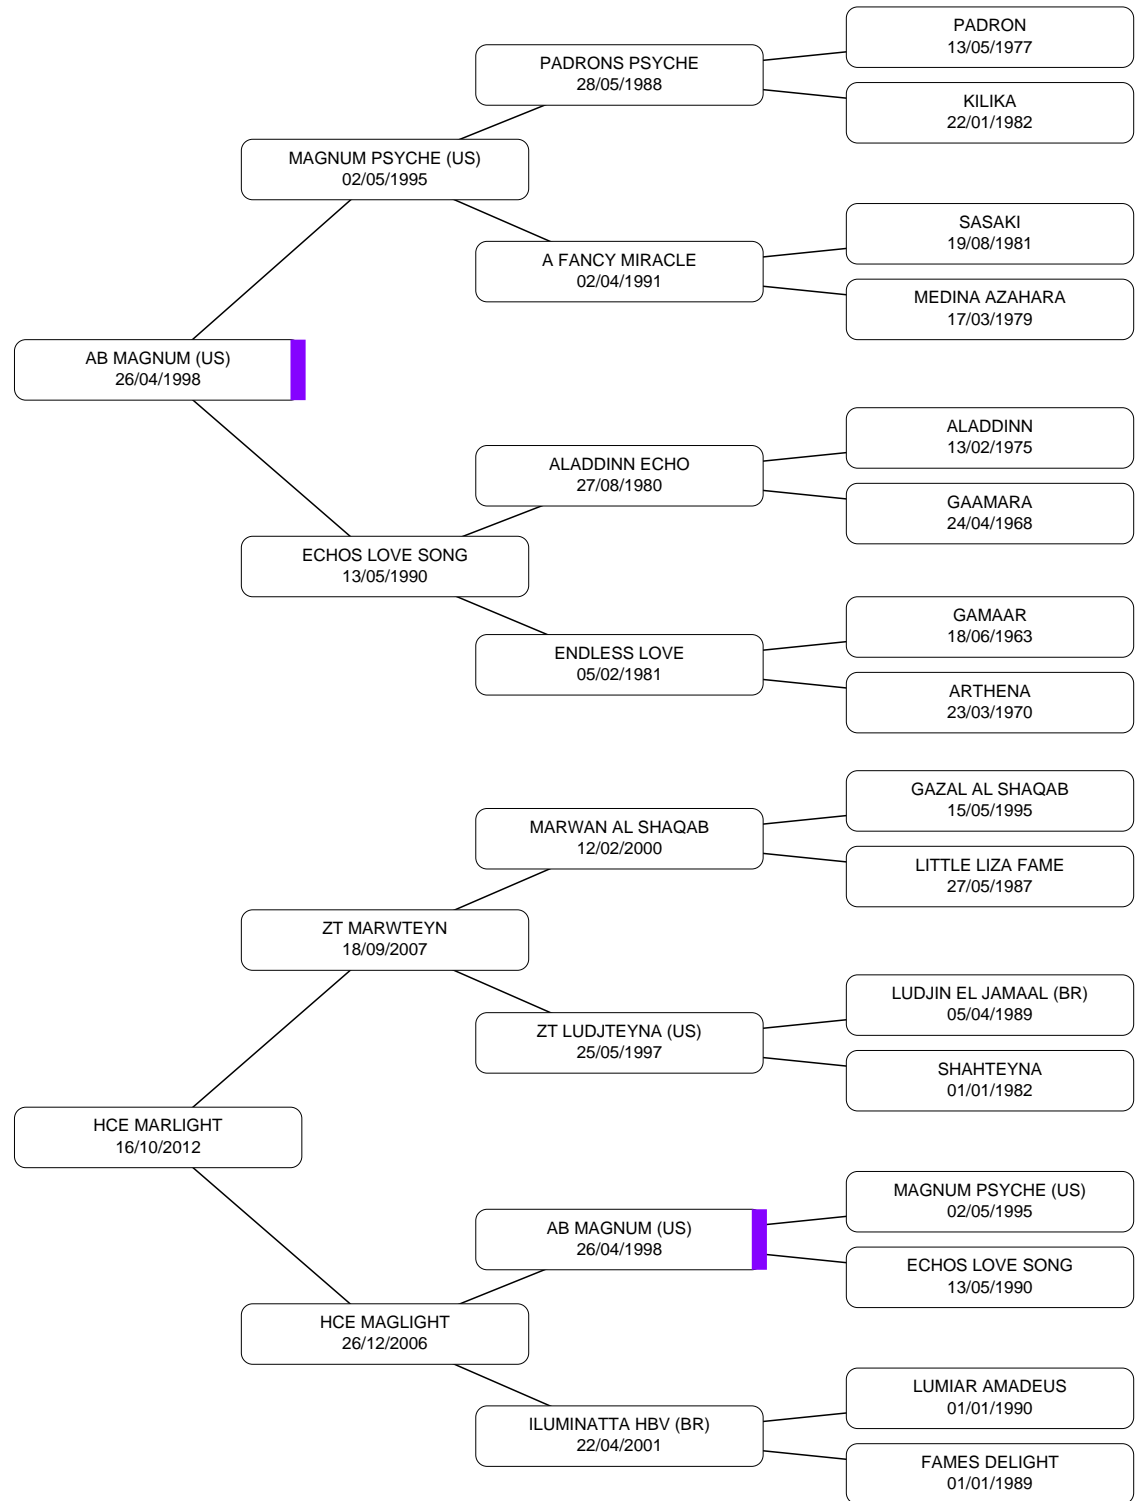 PADRON
13/05/1977
PADRONS PSYCHE
28/05/1988
KILIKA
22/01/1982
MAGNUM PSYCHE (US)
02/05/1995
SASAKI
19/08/1981
A FANCY MIRACLE
02/04/1991
MEDINA AZAHARA
17/03/1979
AB MAGNUM (US)
26/04/1998
ALADDINN
13/02/1975
ALADDINN ECHO
27/08/1980
GAAMARA
24/04/1968
ECHOS LOVE SONG
13/05/1990
GAMAAR
18/06/1963
ENDLESS LOVE
05/02/1981
ARTHENA
23/03/1970
GAZAL AL SHAQAB
15/05/1995
MARWAN AL SHAQAB
12/02/2000
LITTLE LIZA FAME
27/05/1987
ZT MARWTEYN
18/09/2007
LUDJIN EL JAMAAL (BR)
05/04/1989
ZT LUDJTEYNA (US)
25/05/1997
SHAHTEYNA
01/01/1982
HCE MARLIGHT
16/10/2012
MAGNUM PSYCHE (US)
02/05/1995
AB MAGNUM (US)
26/04/1998
ECHOS LOVE SONG
13/05/1990
HCE MAGLIGHT
26/12/2006
LUMIAR AMADEUS
01/01/1990
ILUMINATTA HBV (BR)
22/04/2001
FAMES DELIGHT
01/01/1989